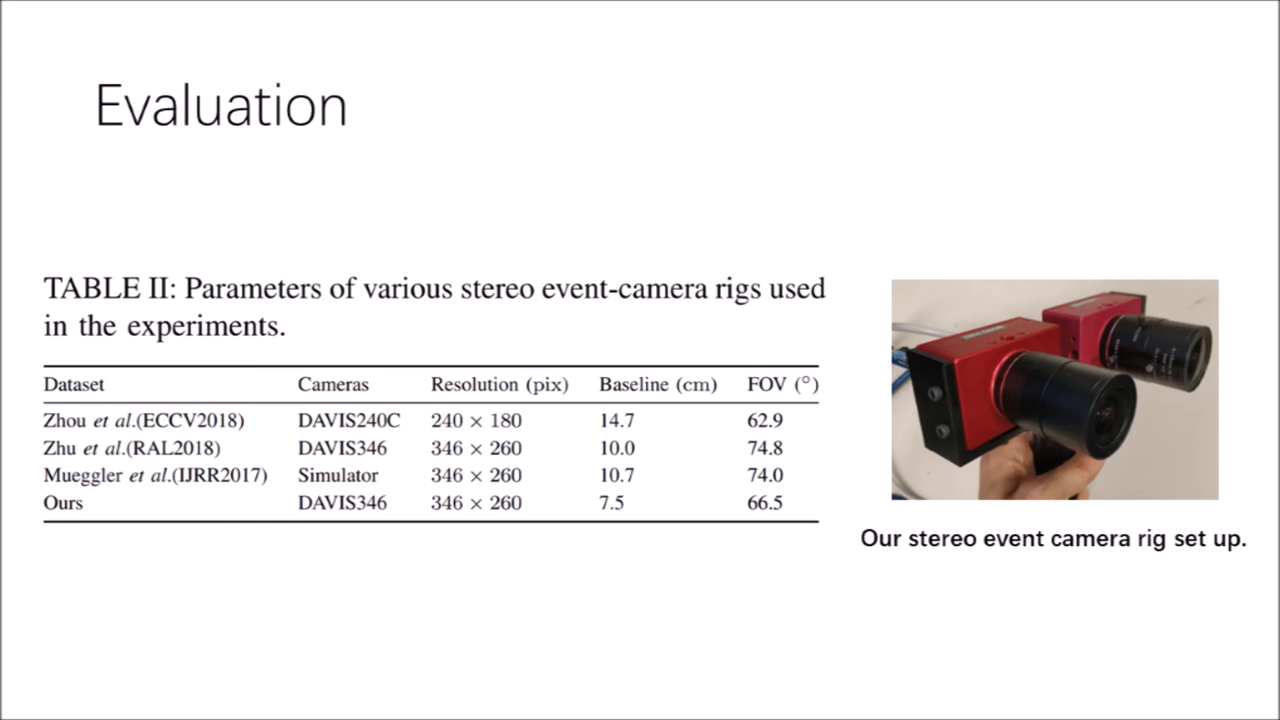 Evaluation
TABLE II: Parameters of various stereo event-camera rigs used
in the experiments.
Dataset Cameras Resolution (pix) Baseline (cm) FOV (°)
Zhou et al.(ECCV2018) DAVIS240C 240 × 180 14.7 62.9
Zhu et al.(RAL2018) DAVIS346 346 × 260 10.0 74.8
Mueggler et al.(IJRR2017) Simulator 346 × 260 10.7 74.0
Ours DAVIS346 346 × 260 7.5 66.5
Our stereo event camera rig set up.